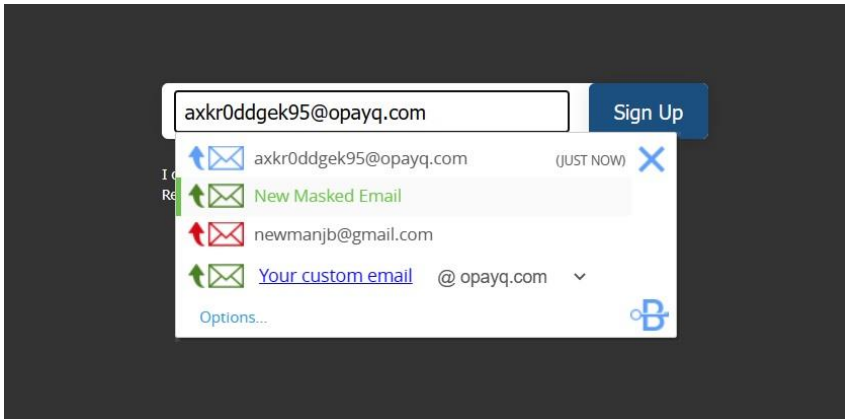 axkr0ddgek95@opayq.com Sign Up
axkr0ddgek95@opayq.com (JUST NOW)
I
New Masked Email
Re
newmanjb@gmail.com
Your custom email @ opayq.com
Options...
B